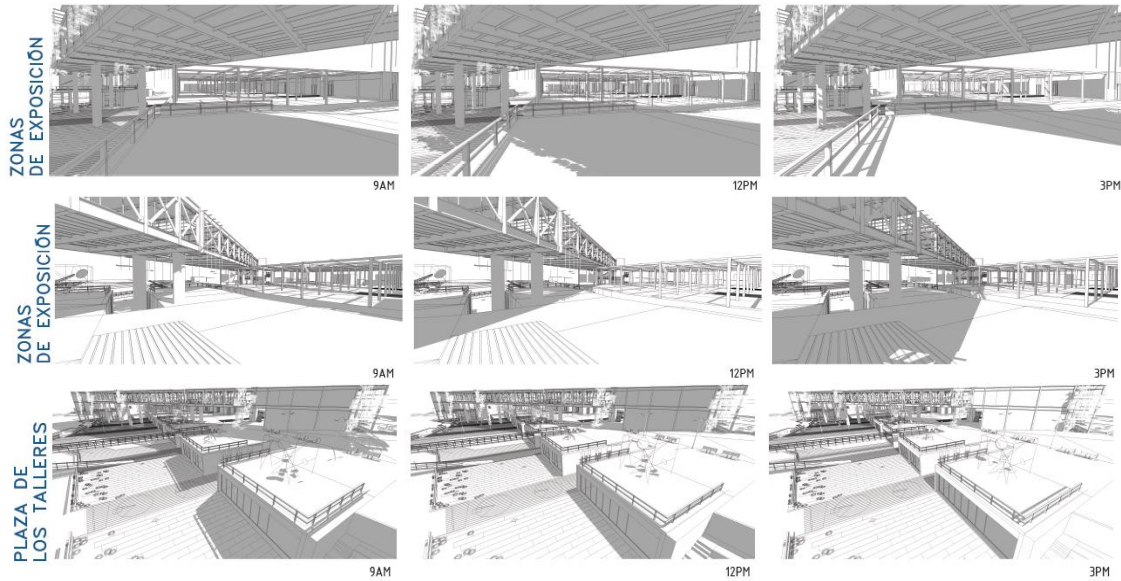 ZONAS
DE EXPOSICIÓN
9AM
12PM
3PM
ZONAS
DE EXPOSICIÓN
9AM
12PM
3PM
PLAZA DE
LOS TALLERES
9AM
12PM
3PM